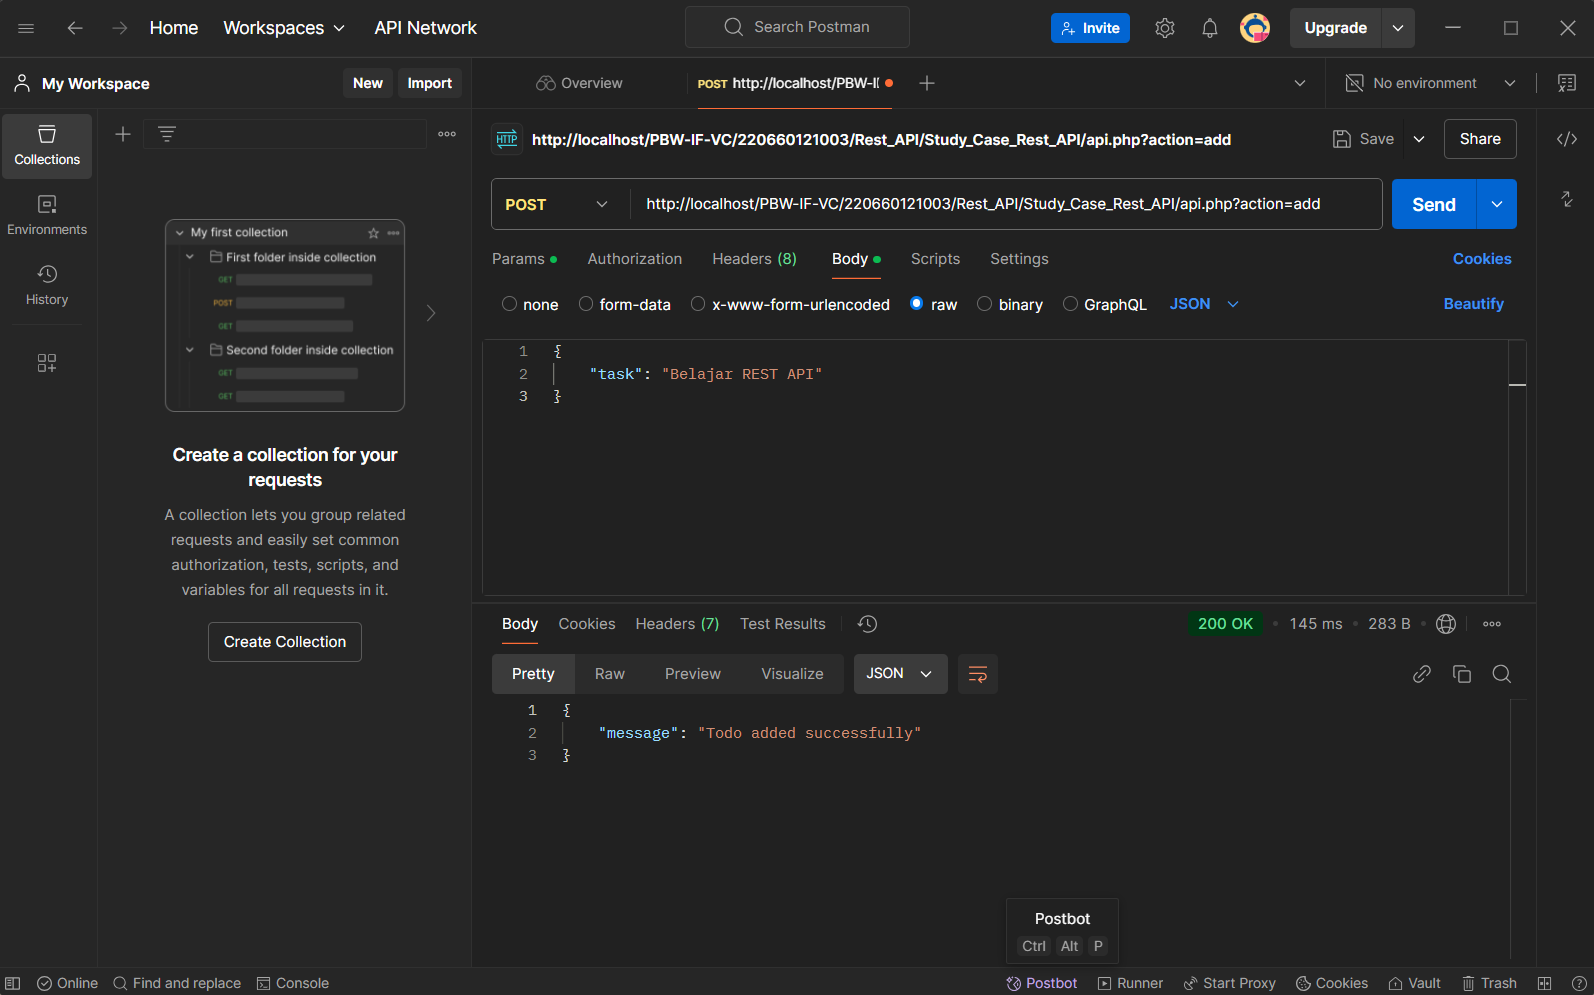 Home Workspaces API Network Search Postman Invite Upgrade
My Workspace New Import Overview POST http://localhost/PBW-I No environment
Collections
Environments
History
My first collection
First folder inside collection
GET
POST
GET
Second folder inside collection
GET
GET
Create a collection for your
requests
A collection lets you group related
requests and easily set common
authorization, tests, scripts, and
variables for all requests in it.
Create Collection
HTTP http://localhost/PBW-IF-VC/220660121003/Rest_API/Study_Case_Rest_API/api.php?action=add Save Share
POST http://localhost/PBW-IF-VC/220660121003/Rest_API/Study_Case_Rest_API/api.php?action=add Send
Params Authorization Headers (8) Body Scripts Settings Cookies
none form-data x-www-form-urlencoded raw binary GraphQL JSON Beautify
1 {
2 "task": "Belajar REST API"
3 }
Body Cookies Headers (7) Test Results 200 OK 145 ms 283 B
Pretty Raw Preview Visualize JSON
1 {
2 "message": "Todo added successfully"
3 }
Postbot
Ctrl Alt P
Online Find and replace Console Postbot Runner Start Proxy Cookies Vault Trash